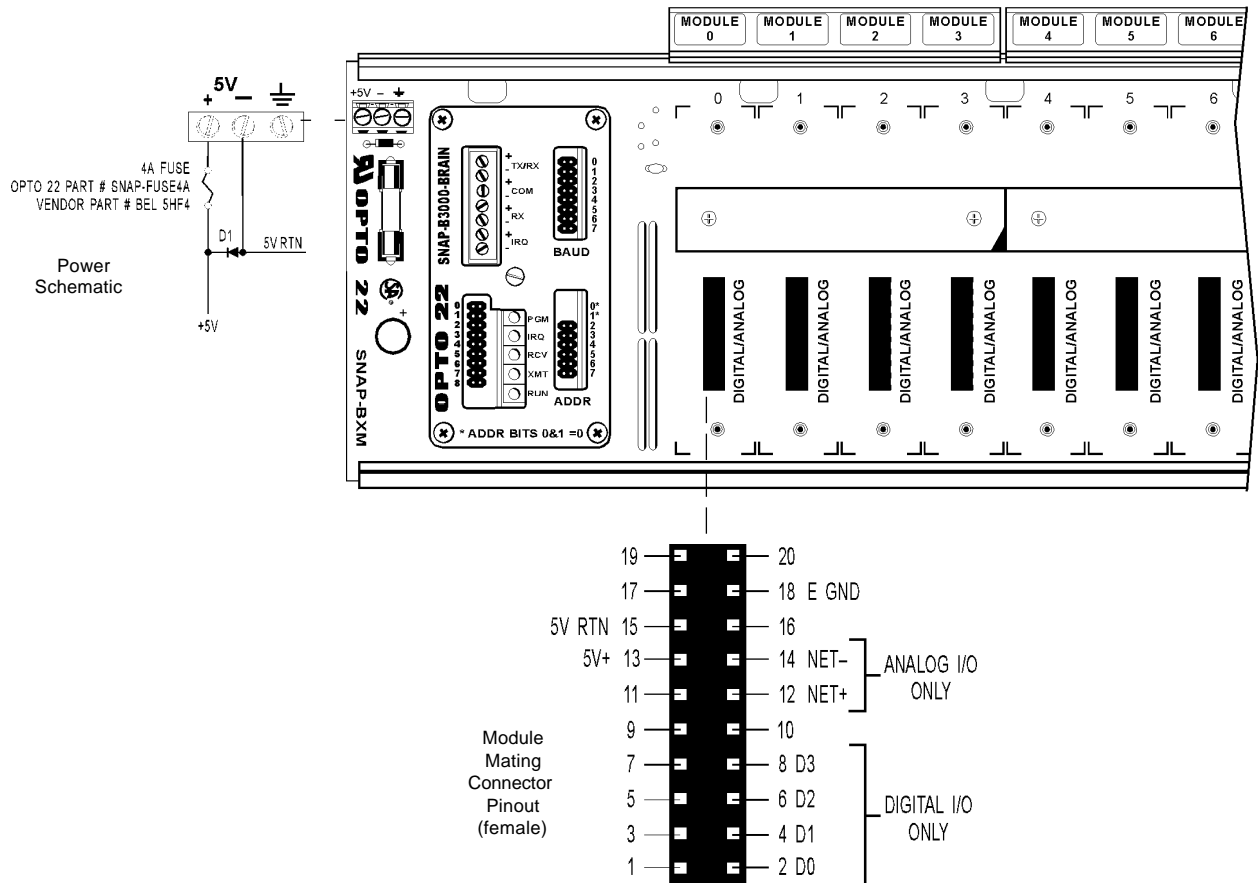 MODULE 0
MODULE 1
MODULE 2
MODULE 3
MODULE 4
MODULE 5
MODULE 6
5V
+ –
4A FUSE
OPTO 22 PART # SNAP-FUSE4A
VENDOR PART # BEL 5HF4
D1
5V RTN
+5V
Power
Schematic
+5V –
OPTO 22
SNAP-BXM
+
SNAP-B3000-BRAIN
+
TX/RX
-
+
COM
-
+
RX
-
+
IRQ
-
0
1
2
3
4
5
6
7
BAUD
OPTO 22
0
1
2
3
4
5
6
7
8
PGM
IRQ
RCV
XMT
RUN
0*
1*
2
3
4
5
6
7
ADDR
* ADDR BITS 0&1 =0
0 1 2 3 4 5 6
DIGITAL/ANALOG
DIGITAL/ANALOG
DIGITAL/ANALOG
DIGITAL/ANALOG
DIGITAL/ANALOG
DIGITAL/ANALOG
DIGITAL/ANALOG
19 20
17 18 E GND
5V RTN 15 16
5V+ 13 14 NET–
11 12 NET+
ANALOG I/O
ONLY
9 10
7 8 D3
5 6 D2
3 4 D1
1 2 D0
DIGITAL I/O
ONLY
Module
Mating
Connector
Pinout
(female)